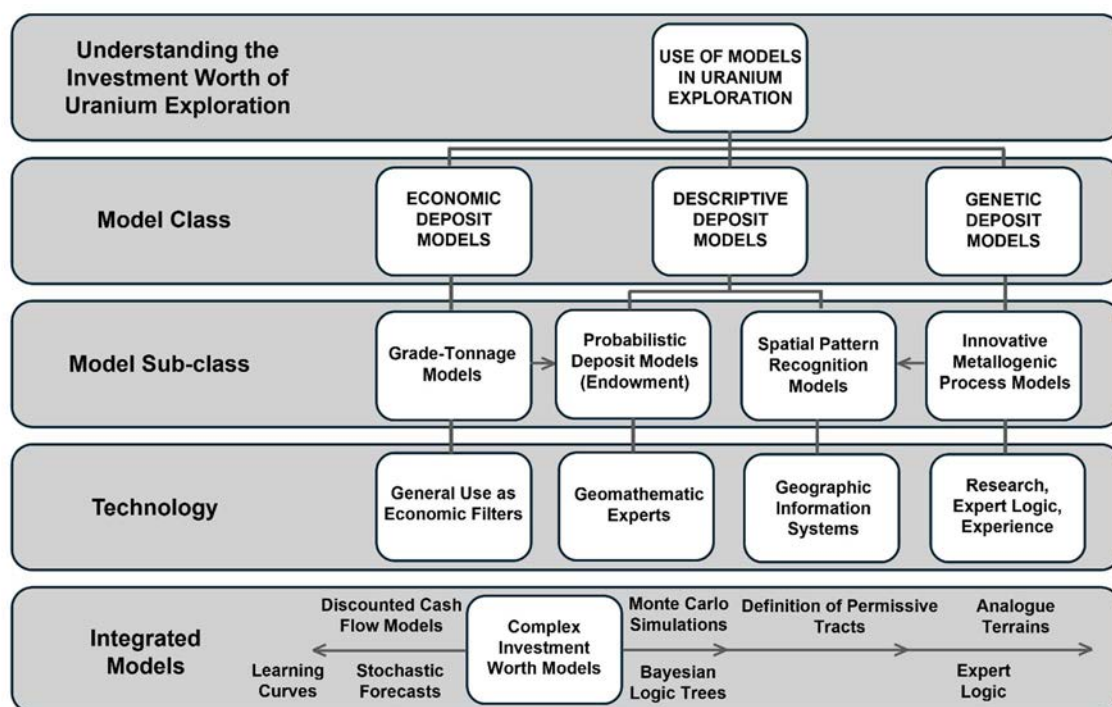 Understanding the
Investment Worth of
Uranium Exploration
USE OF MODELS
IN URANIUM
EXPLORATION
Model Class
ECONOMIC
DEPOSIT
MODELS
DESCRIPTIVE
DEPOSIT
MODELS
GENETIC
DEPOSIT
MODELS
Model Sub-class
Grade-Tonnage
Models
Probabilistic
Deposit Models
(Endowment)
Spatial Pattern
Recognition
Models
Innovative
Metallogenic
Process Models
Technology
General Use as
Economic Filters
Geomathematic
Experts
Geographic
Information
Systems
Research,
Expert Logic,
Experience
Integrated
Models
Discounted Cash
Flow Models
Learning
Curves
Stochastic
Forecasts
Complex
Investment
Worth Models
Monte Carlo
Simulations
Bayesian
Logic Trees
Definition of Permissive
Tracts
Analogue
Terrains
Expert
Logic